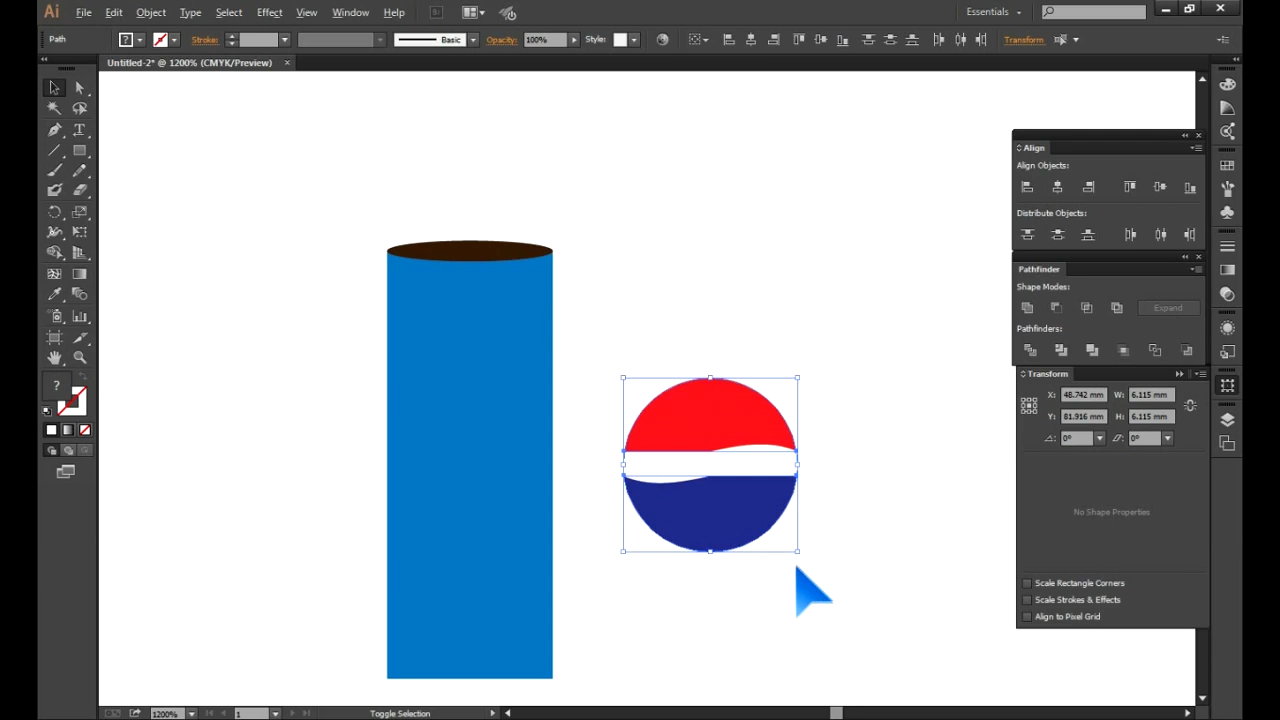 Ai File Edit Object Type Select Effect View Window Help Br Essentials
Path ? Stroke: Basic Opacity: 100% Style: Transform
Untitled-2* @ 1200% (CMYK/Preview) ×
Align
Align Objects:
Distribute Objects:
Pathfinder
Shape Modes:
Expand
Pathfinders:
Transform
X: 48.742 mm W: 6.115 mm
Y: 81.916 mm H: 6.115 mm
0° 0°
?
No Shape Properties
Scale Rectangle Corners
Scale Strokes & Effects
Align to Pixel Grid
1200% 1 Toggle Selection